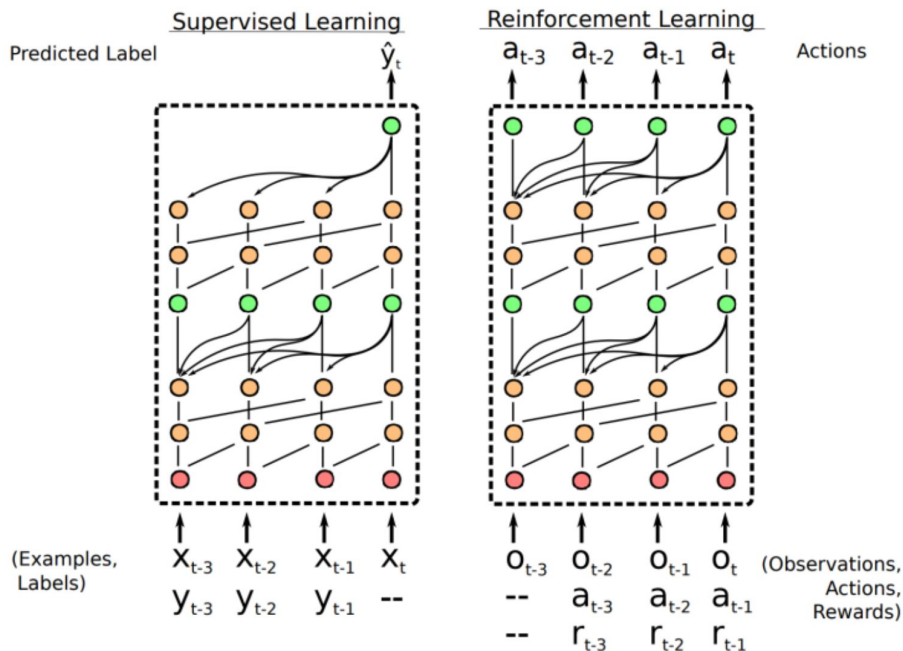 Supervised Learning
Reinforcement Learning
Predicted Label
ŷt
at-3 at-2 at-1 at
Actions
(Examples,
Labels)
xt-3 xt-2 xt-1 xt
yt-3 yt-2 yt-1 --
ot-3 ot-2 ot-1 ot
-- at-3 at-2 at-1
-- rt-3 rt-2 rt-1
(Observations,
Actions,
Rewards)